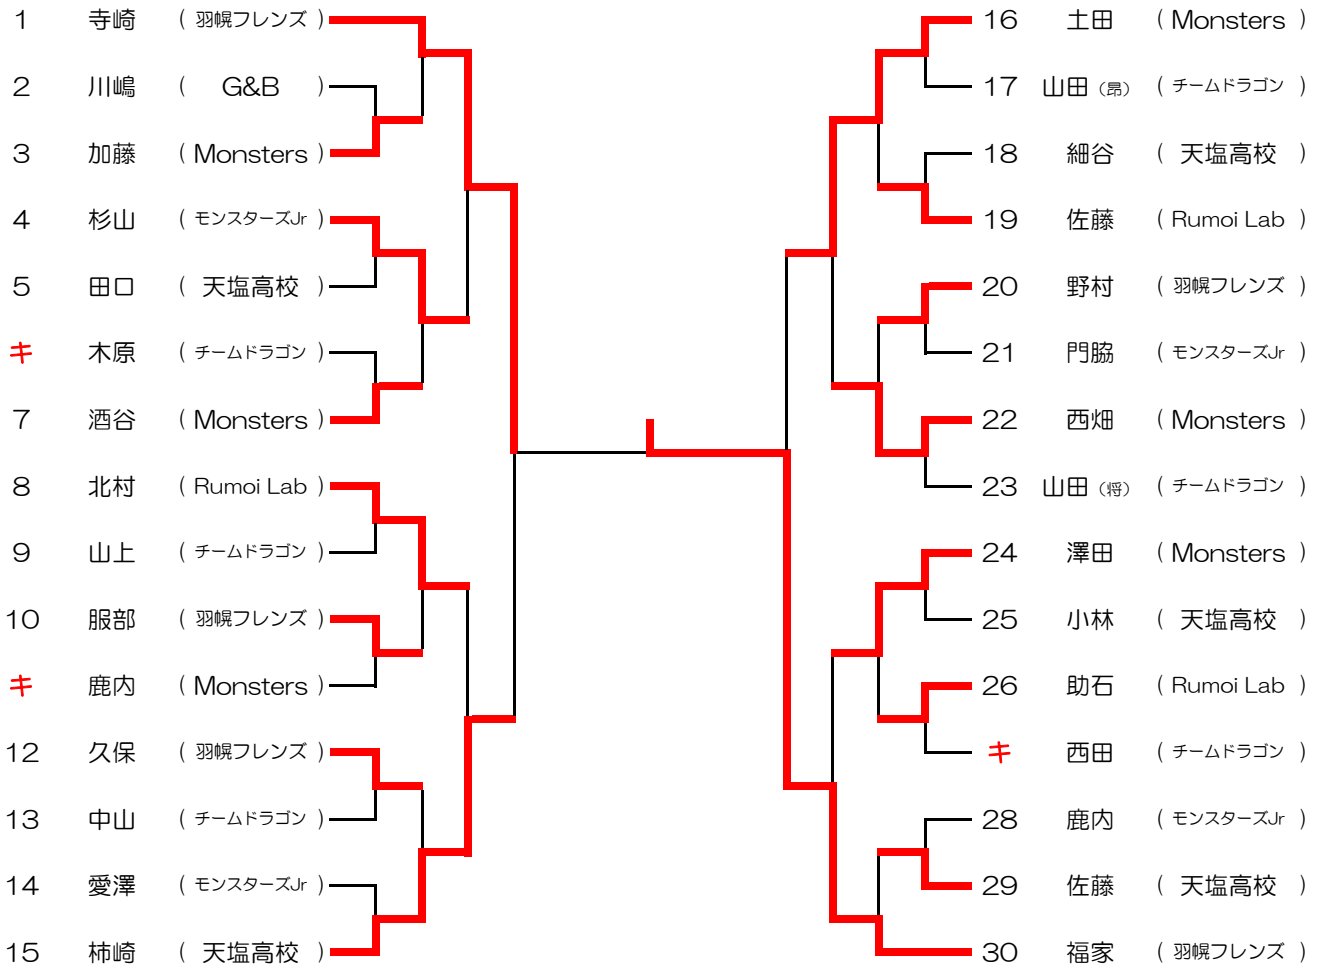 1 寺崎 ( 羽幌フレンズ )
2 川嶋 ( G&B )
3 加藤 ( Monsters )
4 杉山 ( モンスターズJr )
5 田口 ( 天塩高校 )
キ 木原 ( チームドラゴン )
7 酒谷 ( Monsters )
8 北村 ( Rumoi Lab )
9 山上 ( チームドラゴン )
10 服部 ( 羽幌フレンズ )
キ 鹿内 ( Monsters )
12 久保 ( 羽幌フレンズ )
13 中山 ( チームドラゴン )
14 愛澤 ( モンスターズJr )
15 柿崎 ( 天塩高校 )
16 土田 ( Monsters )
17 山田（昂） ( チームドラゴン )
18 細谷 ( 天塩高校 )
19 佐藤 ( Rumoi Lab )
20 野村 ( 羽幌フレンズ )
21 門脇 ( モンスターズJr )
22 西畑 ( Monsters )
23 山田（将） ( チームドラゴン )
24 澤田 ( Monsters )
25 小林 ( 天塩高校 )
26 助石 ( Rumoi Lab )
キ 西田 ( チームドラゴン )
28 鹿内 ( モンスターズJr )
29 佐藤 ( 天塩高校 )
30 福家 ( 羽幌フレンズ )